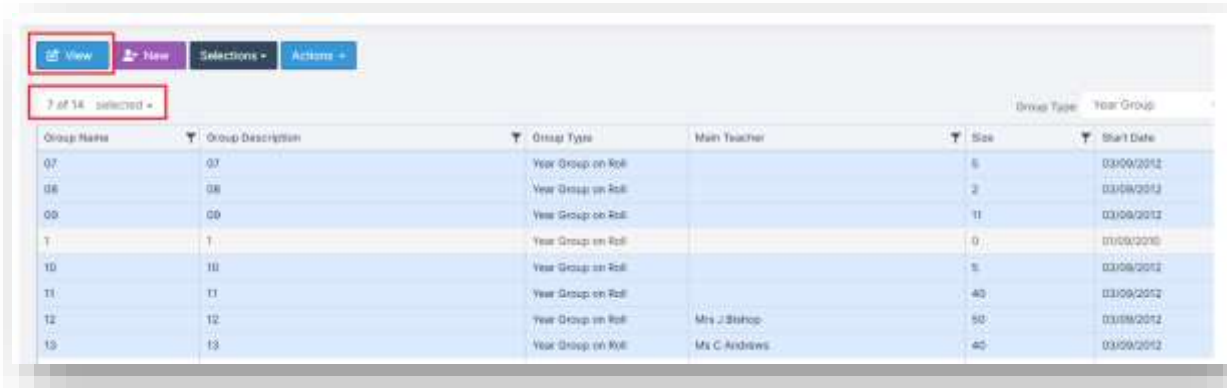 View New Selections Actions
7 of 14 selected
Group Type Year Group
Group Name Group Description Group Type Main Teacher Size Start Date
07 07 Year Group on Roll 5 03/09/2012
08 08 Year Group on Roll 2 03/09/2012
09 09 Year Group on Roll 11 03/09/2012
1 1 Year Group on Roll 0 01/09/2010
10 10 Year Group on Roll 5 03/09/2012
11 11 Year Group on Roll 40 03/09/2012
12 12 Year Group on Roll Mrs J Bishop 50 03/09/2012
13 13 Year Group on Roll Ms C Andrews 40 03/09/2012